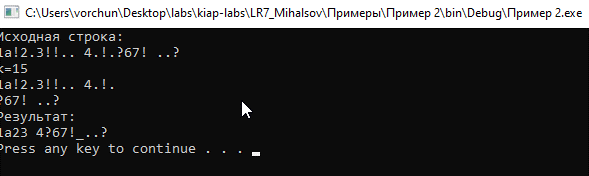 C:\Users\vorchun\Desktop\labs\kiap-labs\LR7_Mihalsov\Примеры\Пример 2\bin\Debug\Пример 2.exe
Исходная строка:
1a!2.3!!.. 4.!.?67! ..?
k=15
1a!2.3!!.. 4.!.
?67! ..?
Результат:
1a23 4?67!_..?
Press any key to continue . . .